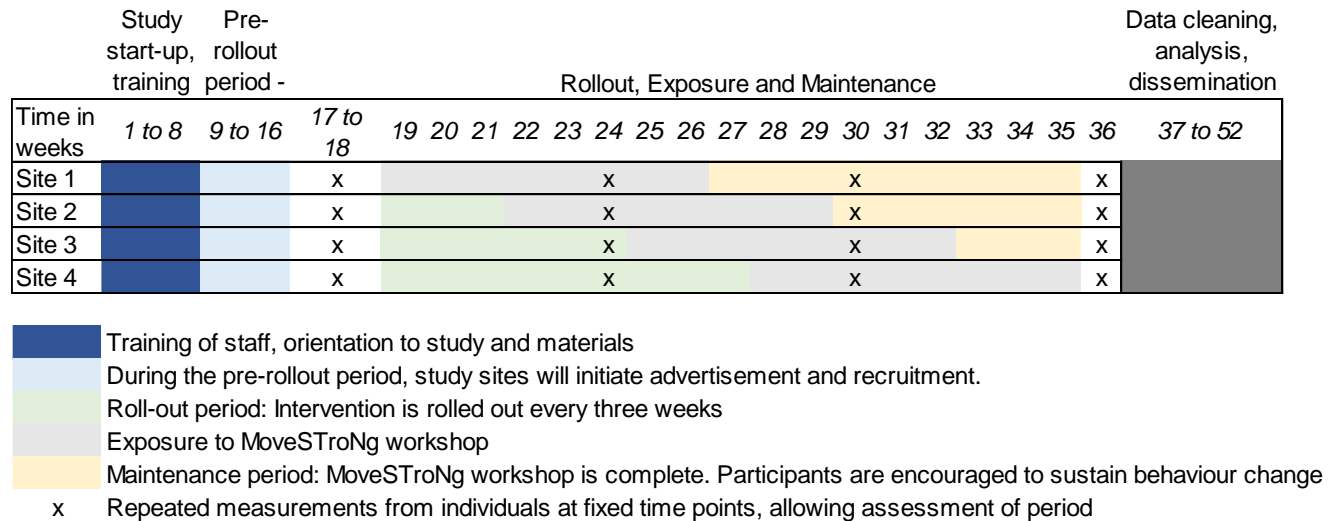 Study Pre- Data cleaning,
start-up, rollout analysis,
training period - Rollout, Exposure and Maintenance dissemination
Time in weeks 1 to 8 9 to 16 17 to 18 19 20 21 22 23 24 25 26 27 28 29 30 31 32 33 34 35 36 37 to 52
Site 1 x x x x
Site 2 x x x x
Site 3 x x x x
Site 4 x x x x
Training of staff, orientation to study and materials
During the pre-rollout period, study sites will initiate advertisement and recruitment.
Roll-out period: Intervention is rolled out every three weeks
Exposure to MoveSTroNg workshop
Maintenance period: MoveSTroNg workshop is complete. Participants are encouraged to sustain behaviour change
x Repeated measurements from individuals at fixed time points, allowing assessment of period